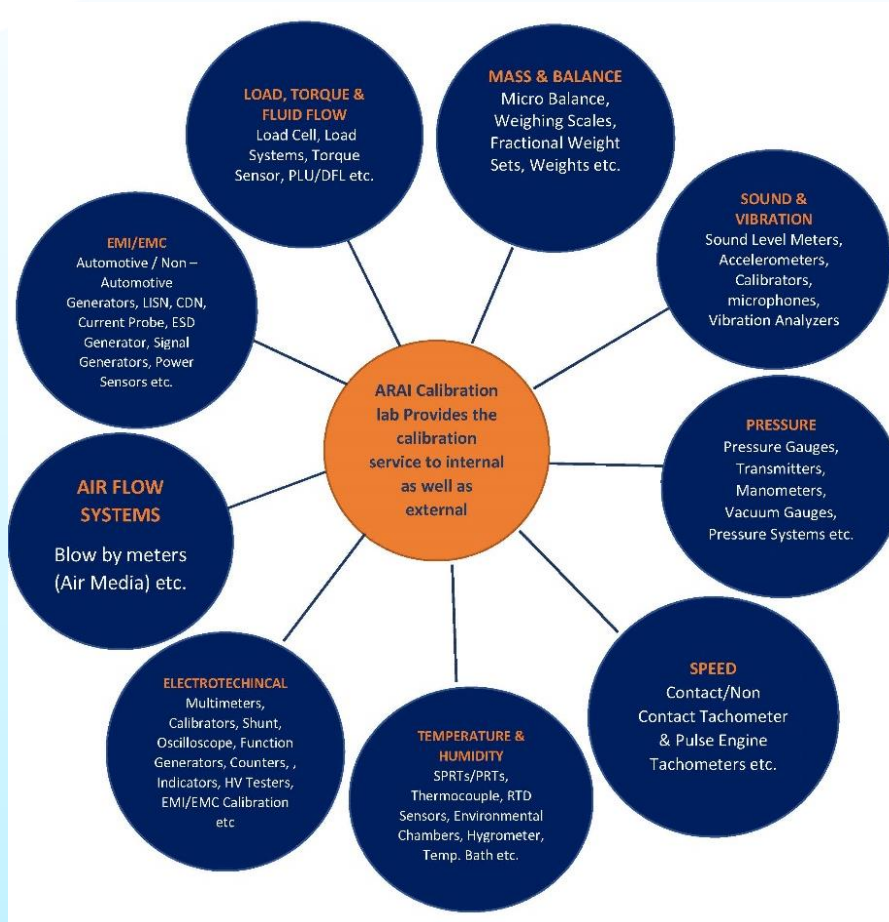 LOAD, TORQUE &
FLUID FLOW
Load Cell, Load
Systems, Torque
Sensor, PLU/DFL etc.
MASS & BALANCE
Micro Balance,
Weighing Scales,
Fractional Weight
Sets, Weights etc.
SOUND &
VIBRATION
Sound Level Meters,
Accelerometers,
Calibrators,
microphones,
Vibration Analyzers
EMI/EMC
Automotive / Non –
Automotive
Generators, LISN, CDN,
Current Probe, ESD
Generator, Signal
Generators, Power
Sensors etc.
ARAI Calibration
lab Provides the
calibration
service to internal
as well as
external
PRESSURE
Pressure Gauges,
Transmitters,
Manometers,
Vacuum Gauges,
Pressure Systems etc.
AIR FLOW
SYSTEMS
Blow by meters
(Air Media) etc.
ELECTROTECHINCAL
Multimeters,
Calibrators, Shunt,
Oscilloscope, Function
Generators, Counters, ,
Indicators, HV Testers,
EMI/EMC Calibration
etc
TEMPERATURE &
HUMIDITY
SPRTs/PRTs,
Thermocouple, RTD
Sensors, Environmental
Chambers, Hygrometer,
Temp. Bath etc.
SPEED
Contact/Non
Contact Tachometer
& Pulse Engine
Tachometers etc.